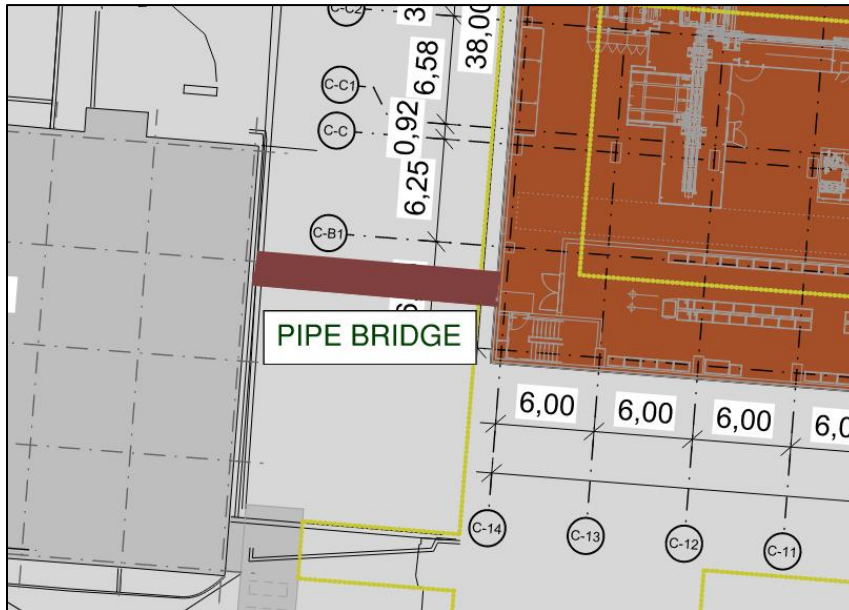 C-C2
38,00
6,58
C-C1
0,92
C-C
6,25
C-B1
PIPE BRIDGE
6,00
6,00
6,00
C-14
C-13
C-12
C-11